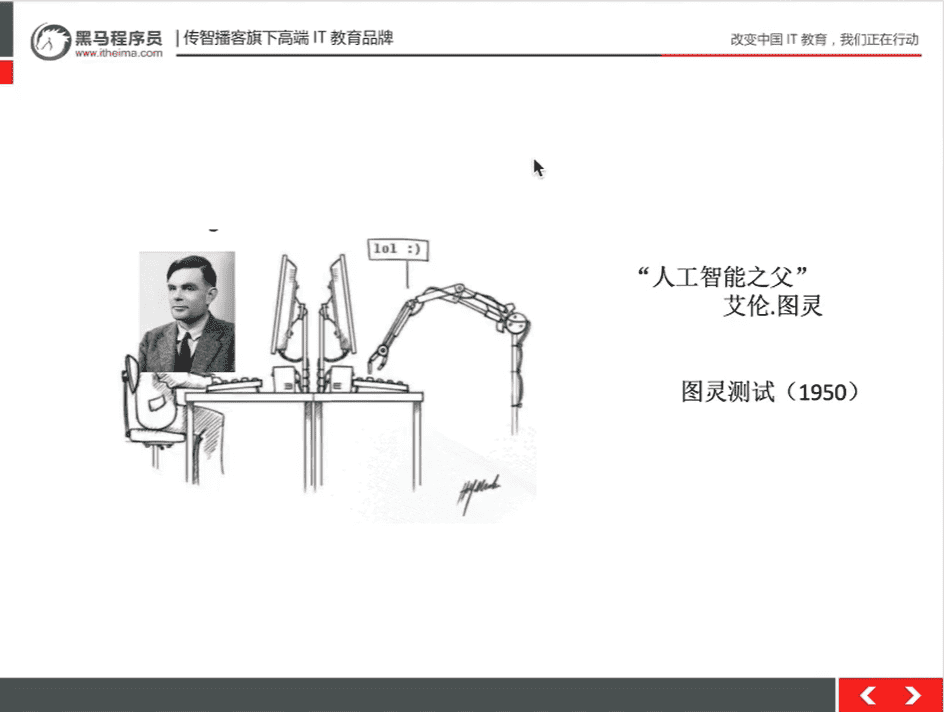 黑马程序员
www.itheima.com
传智播客旗下高端 IT 教育品牌
改变中国 IT 教育，我们正在行动
lol :)
“人工智能之父”
艾伦.图灵
图灵测试（1950）